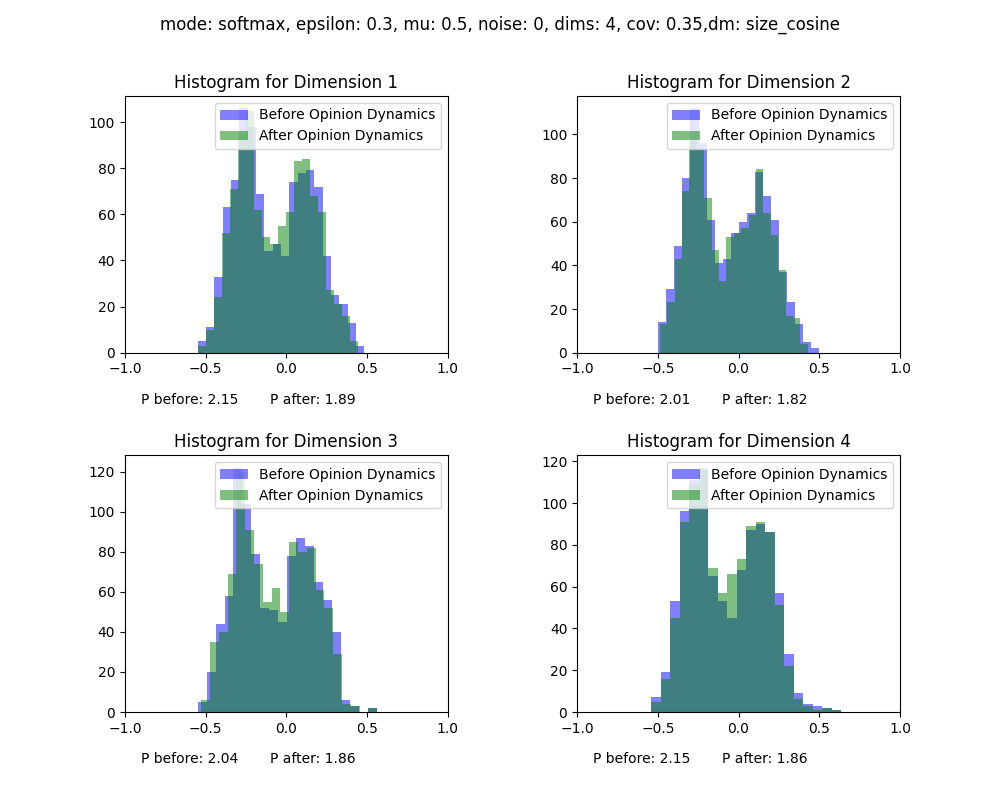 mode: softmax, epsilon: 0.3, mu: 0.5, noise: 0, dims: 4, cov: 0.35,dm: size_cosine
Histogram for Dimension 1
Before Opinion Dynamics
After Opinion Dynamics
100
80
60
40
20
0
−1.0 −0.5 0.0 0.5 1.0
P before: 2.15 P after: 1.89
Histogram for Dimension 2
Before Opinion Dynamics
After Opinion Dynamics
100
80
60
40
20
0
−1.0 −0.5 0.0 0.5 1.0
P before: 2.01 P after: 1.82
Histogram for Dimension 3
Before Opinion Dynamics
After Opinion Dynamics
120
100
80
60
40
20
0
−1.0 −0.5 0.0 0.5 1.0
P before: 2.04 P after: 1.86
Histogram for Dimension 4
Before Opinion Dynamics
After Opinion Dynamics
120
100
80
60
40
20
0
−1.0 −0.5 0.0 0.5 1.0
P before: 2.15 P after: 1.86